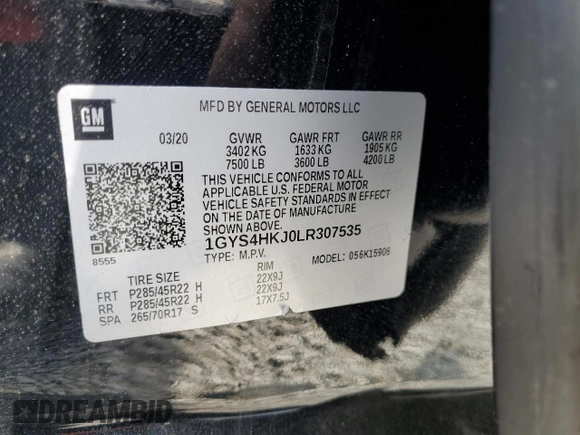 GM
MFD BY GENERAL MOTORS LLC
03/20 GVWR GAWR FRT GAWR RR
3402 KG 1633 KG 1905 KG
7500 LB 3600 LB 4200 LB
THIS VEHICLE CONFORMS TO ALL
APPLICABLE U.S. FEDERAL MOTOR
VEHICLE SAFETY STANDARDS IN EFFECT
ON THE DATE OF MANUFACTURE
SHOWN ABOVE.
8555 1GYS4HKJ0LR307535
TYPE: M.P.V. MODEL: 056K15906
TIRE SIZE RIM
FRT P285/45R22 H 22X9J
RR P285/45R22 H 22X9J
SPA 265/70R17 S 17X7.5J
DREAMBID